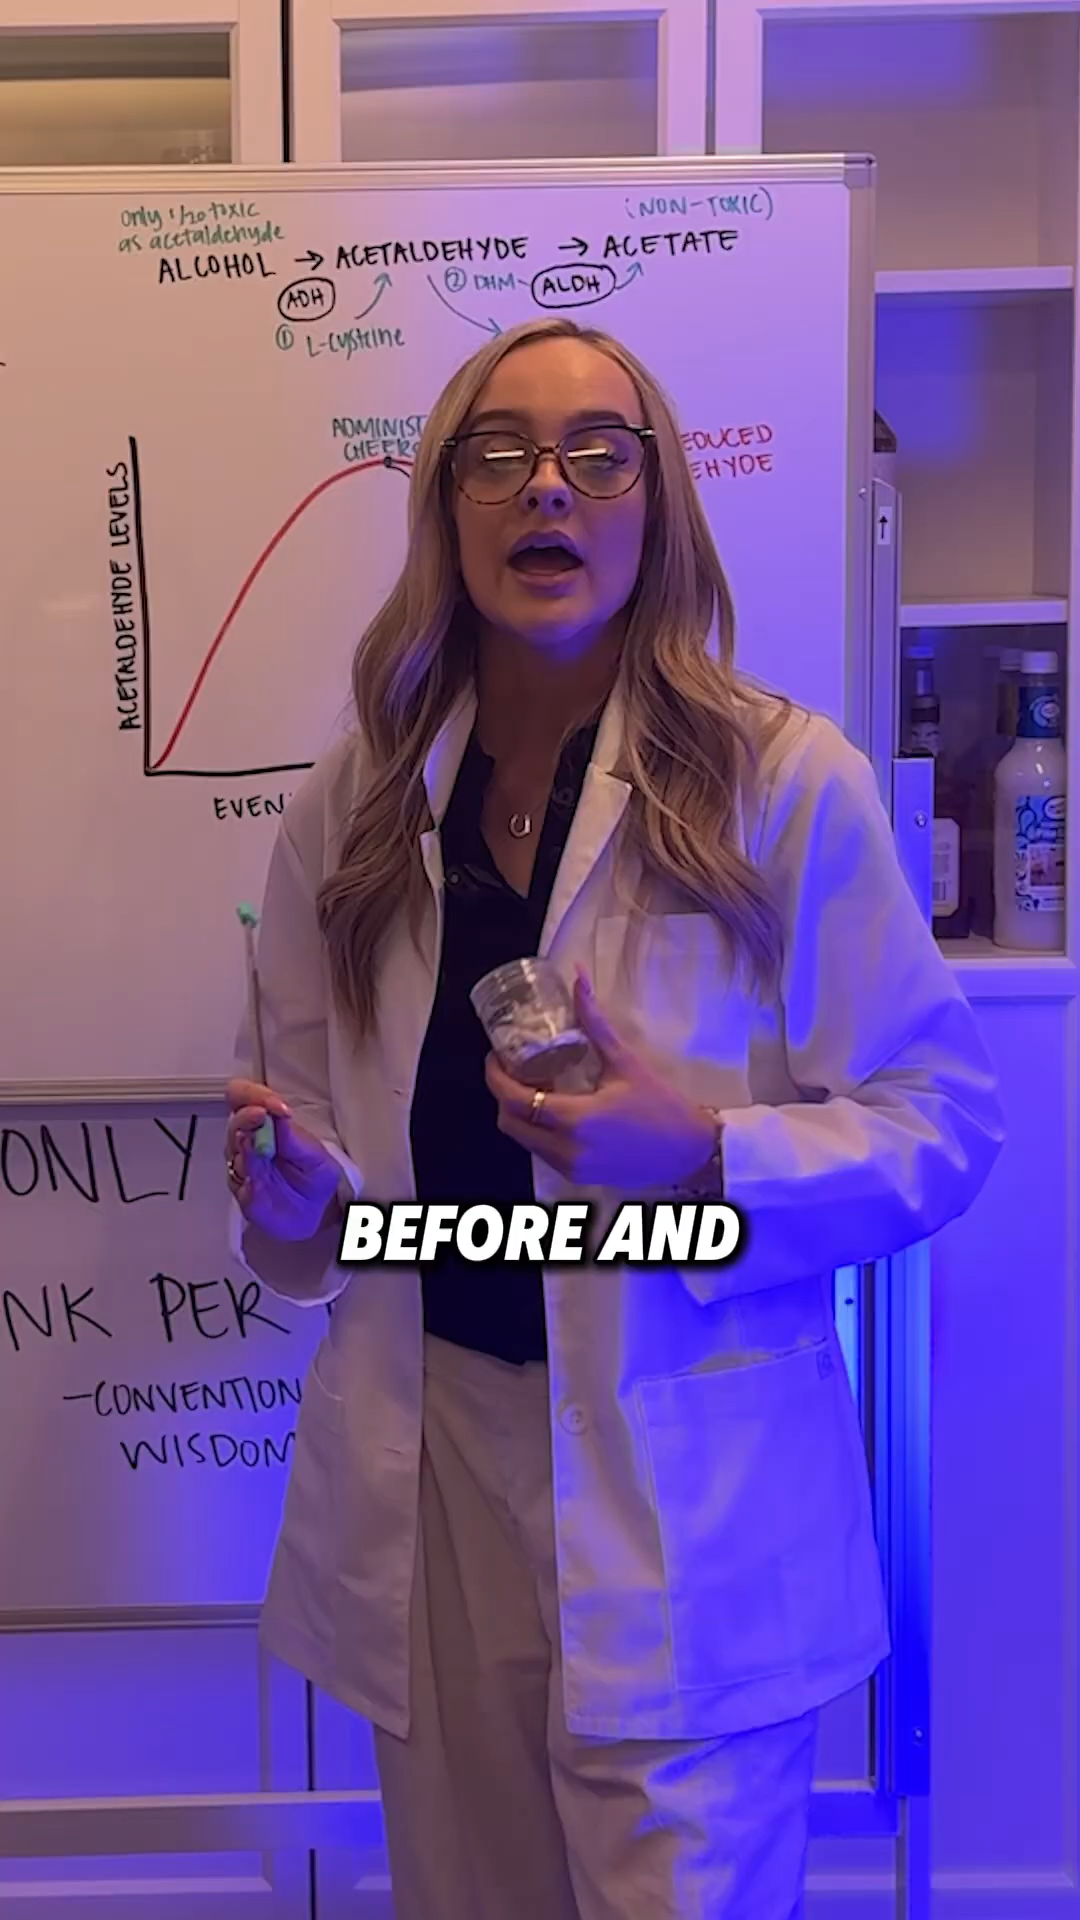 only 1/20 toxic
as acetaldehyde
(NON-TOXIC)
ALCOHOL → ACETALDEHYDE → ACETATE
ADH
② DHM
ALDH
① L-cysteine
ADMINIST
CHEERS
EDUCED
EHYDE
ACETALDEHYDE LEVELS
EVEN
ONLY
NK PER
-CONVENTION
WISDOM
BEFORE AND